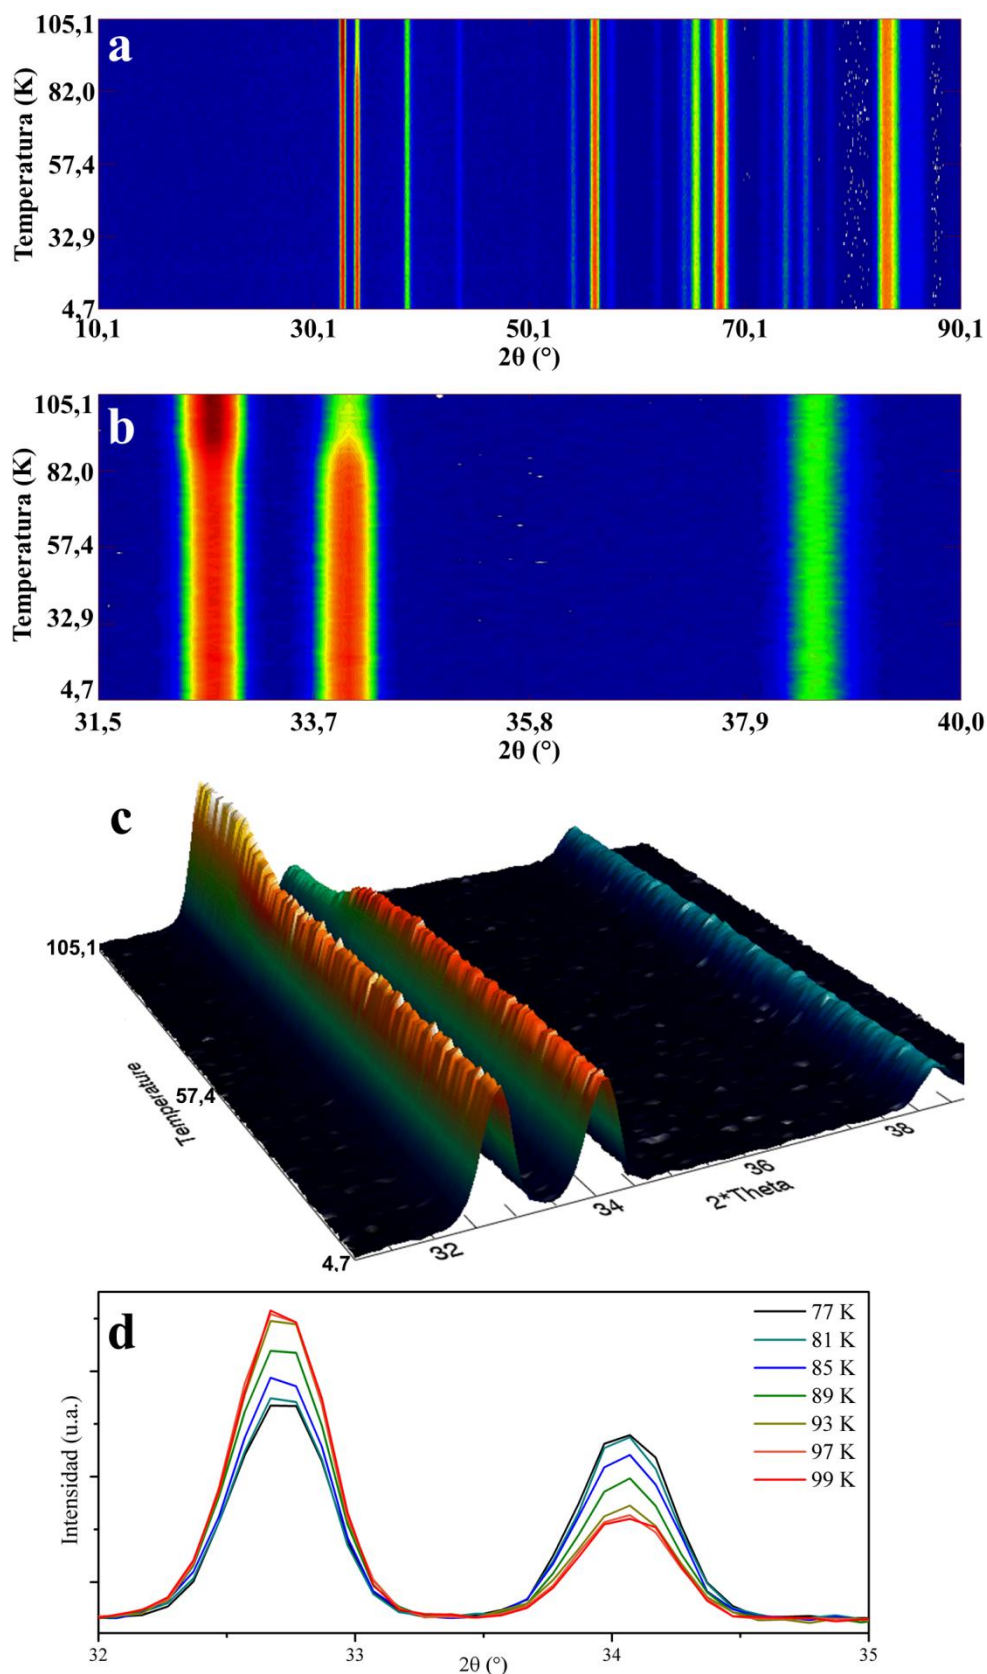 a
Temperatura (K)
105,1
82,0
57,4
32,9
4,7
10,1 30,1 50,1 70,1 90,1
2θ (°)
b
Temperatura (K)
105,1
82,0
57,4
32,9
4,7
31,5 33,7 35,8 37,9 40,0
2θ (°)
c
105,1
57,4
4,7
Temperature
32 34 36 38
2*Theta
d
Intensidad (u.a.)
77 K
81 K
85 K
89 K
93 K
97 K
99 K
32 33 34 35
2θ (°)